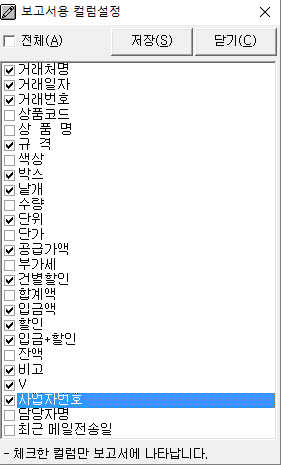 보고서용 컬럼설정
전체(A) 저장(S) 닫기(C)
거래처명
거래일자
거래번호
상품코드
상 품 명
규 격
색상
박스
낱개
수량
단위
단가
공급가액
부가세
건별할인
합계액
입금액
할인
입금+할인
잔액
비고
V
사업자번호
담당자명
최근 메일전송일
- 체크한 컬럼만 보고서에 나타납니다.